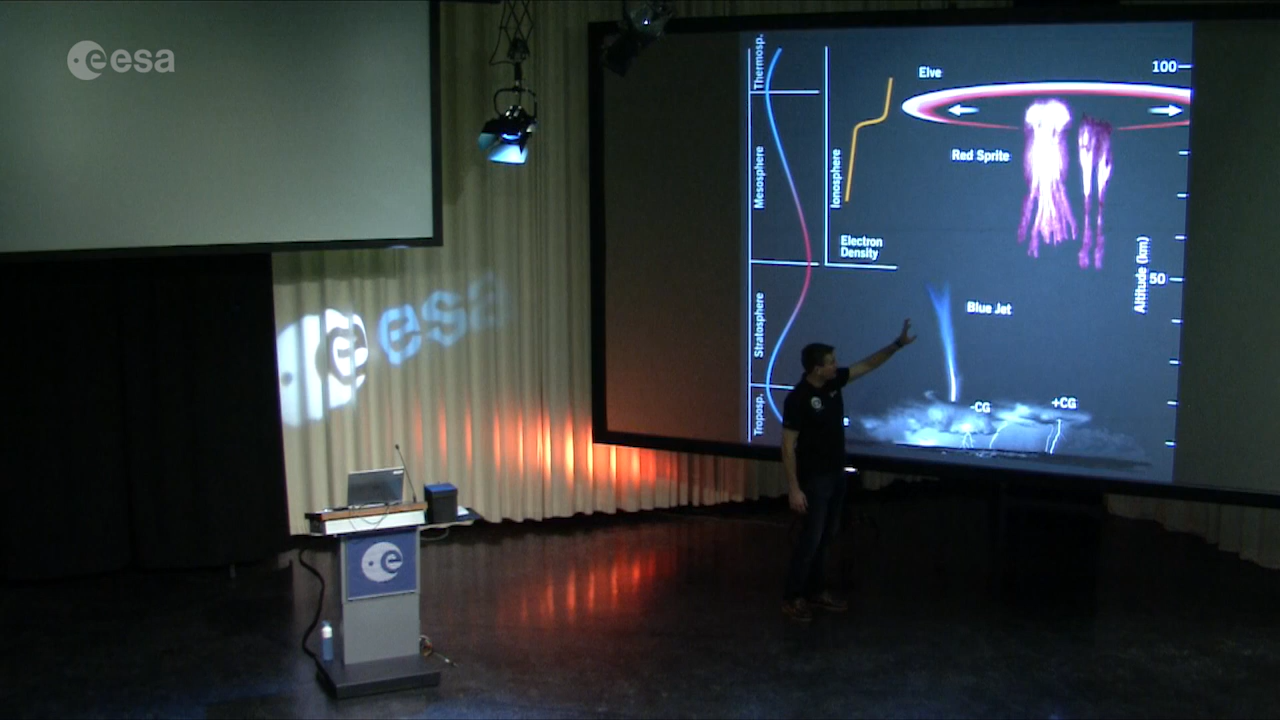 esa
esa
e
Thermosp.
Mesosphere
Stratosphere
Troposp.
Ionosphere
Electron
Density
Elve
Red Sprite
Blue Jet
-CG
+CG
100
50
Altitude (km)